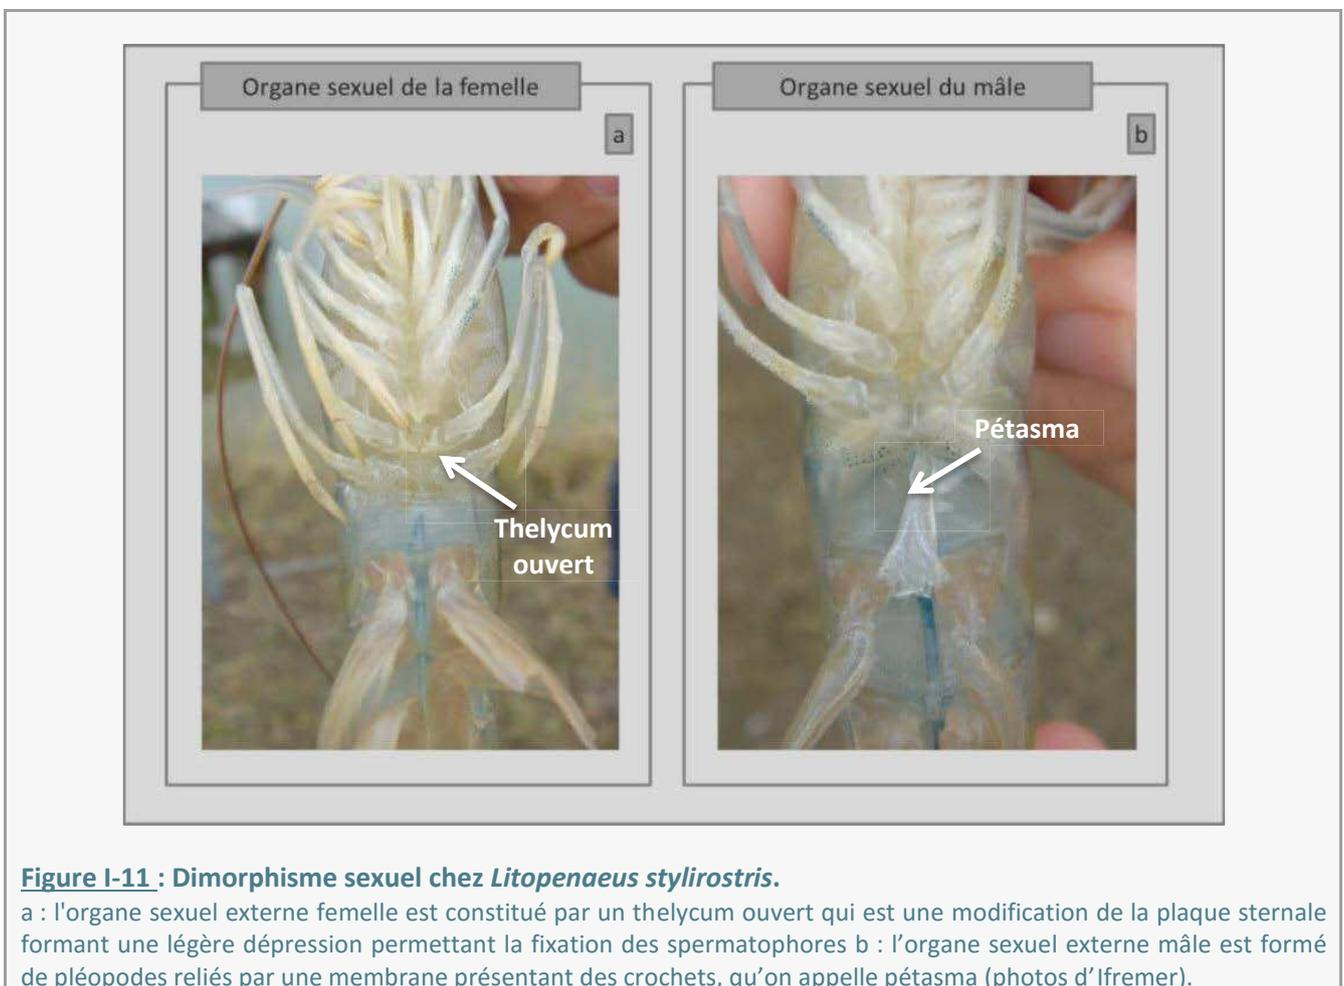 Organe sexuel de la femelle
a
Thelycum
ouvert
Organe sexuel du mâle
b
Pétasma
Figure I-11 : Dimorphisme sexuel chez Litopenaeus stylirostris.
a : l'organe sexuel externe femelle est constitué par un thelycum ouvert qui est une modification de la plaque sternale
formant une légère dépression permettant la fixation des spermatophores b : l’organe sexuel externe mâle est formé
de pléopodes reliés par une membrane présentant des crochets, qu’on appelle pétasma (photos d’Ifremer).